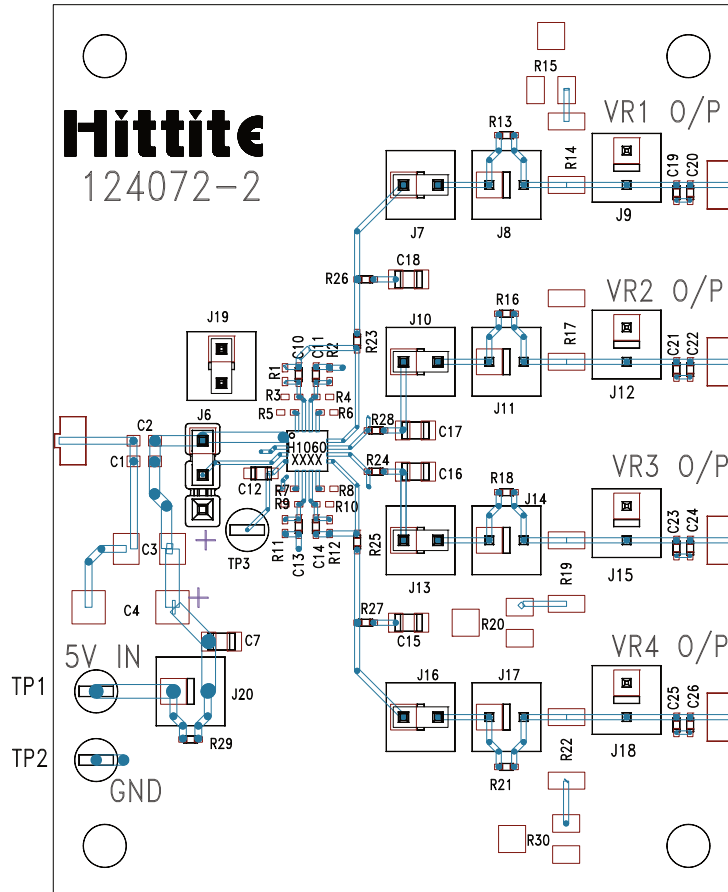 R15
VR1 O/P
Hittite
124072-2
R13
R14
C19
C20
J7
J8
J9
R26
C18
VR2 O/P
J19
R16
J10
R17
C21
C22
R23
C10
C11
R2
R1
J11
J12
R3
R4
J6
R5
R6
C2
R28
C17
H1060
XXXX
C1
R24
C16
VR3 O/P
C12
R7
R8
R18
R9
R10
J14
C23
C24
TP3
R11
C13
C14
R12
R25
C3
J13
J15
R19
C4
R27
R20
C15
5V IN
C7
VR4 O/P
TP1
J20
J16
J17
C25
C26
R29
R22
J18
TP2
GND
R21
R30